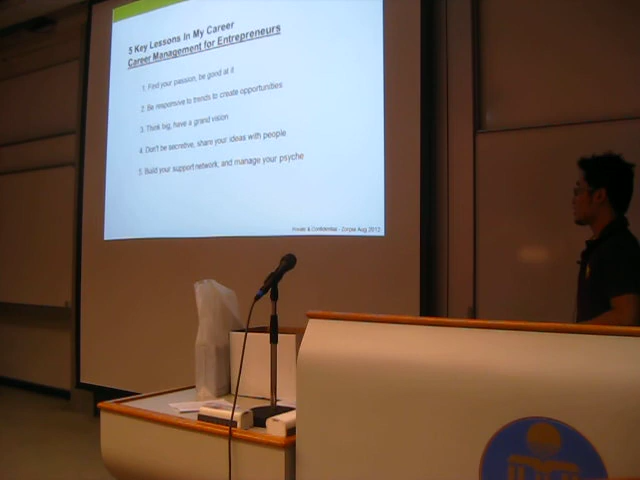 5 Key Lessons In My Career
Career Management for Entrepreneurs
1. Find your passion, be good at it
2. Be responsive to trends to create opportunities
3. Think big, have a grand vision
4. Don't be secretive, share your ideas with people
5. Build your support network, and manage your psyche
Private & Confidential - Zorpia Aug 2012